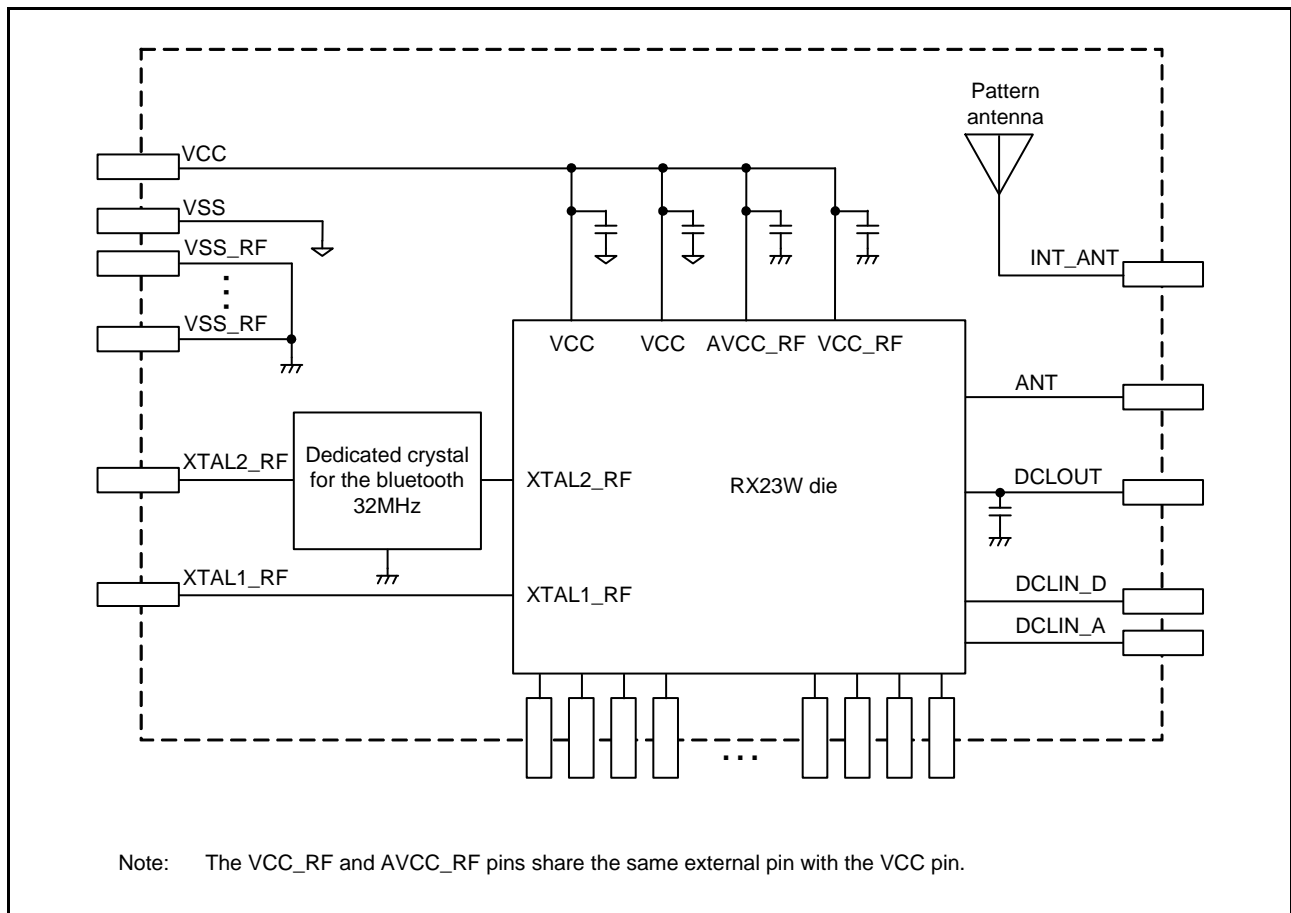 Pattern
antenna
VCC
VSS
VSS_RF
VSS_RF
INT_ANT
VCC VCC AVCC_RF VCC_RF
ANT
XTAL2_RF
Dedicated crystal
for the bluetooth
32MHz
XTAL2_RF
RX23W die
DCLOUT
XTAL1_RF
XTAL1_RF
DCLIN_D
DCLIN_A
...
Note: The VCC_RF and AVCC_RF pins share the same external pin with the VCC pin.